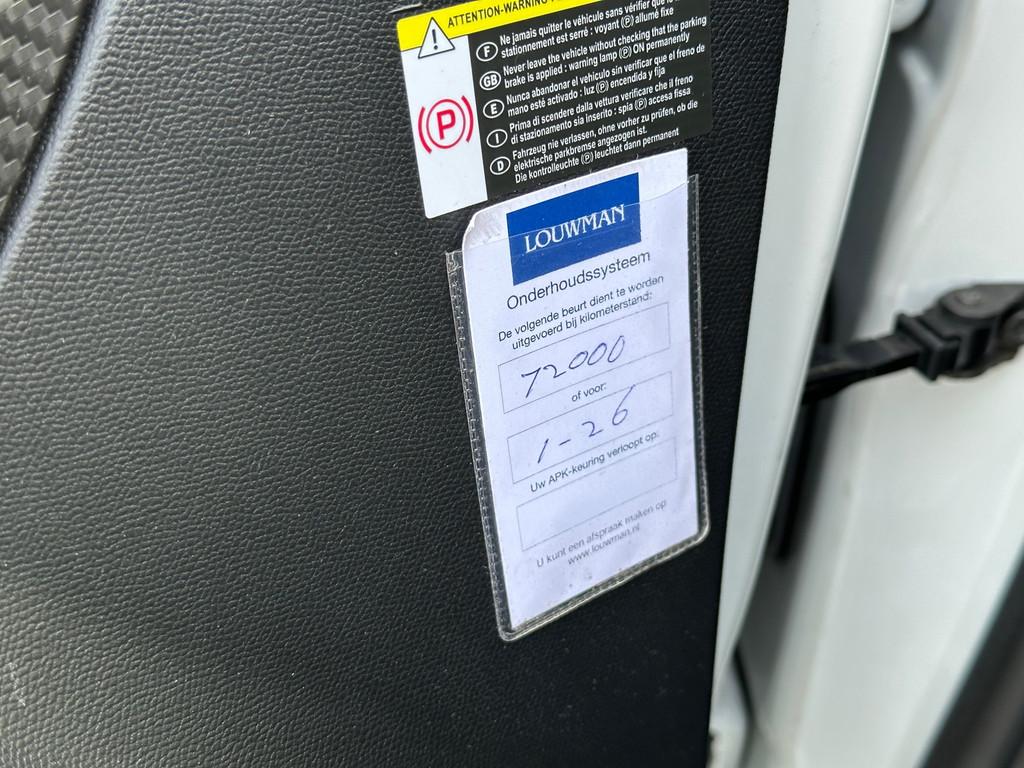 ATTENTION-WARNING
Ne jamais quitter le véhicule sans vérifier que le
F stationnement est serré : voyant (P) allumé fixe
Never leave the vehicle without checking that the parking
GB brake is applied : warning lamp (P) ON permanently
Nunca abandonar el vehiculo sin verificar que el freno de
E mano esté activado : luz (P) encendida y fija
Prima di scendere dalla vettura verificare che il freno
I di stazionamento sia inserito : spia (P) accesa fissa
Fahrzeug nie verlassen, ohne vorher zu prüfen, ob die
D elektrische parkbremse angezogen ist.
Die kontrolleuchte (P) leuchtet dann permanent
(P)
LOUWMAN
Onderhoudssysteem
De volgende beurt dient te worden
uitgevoerd bij kilometerstand:
72000
of voor:
1-26
Uw APK-keuring verloopt op:
U kunt een afspraak maken op
www.louwman.nl